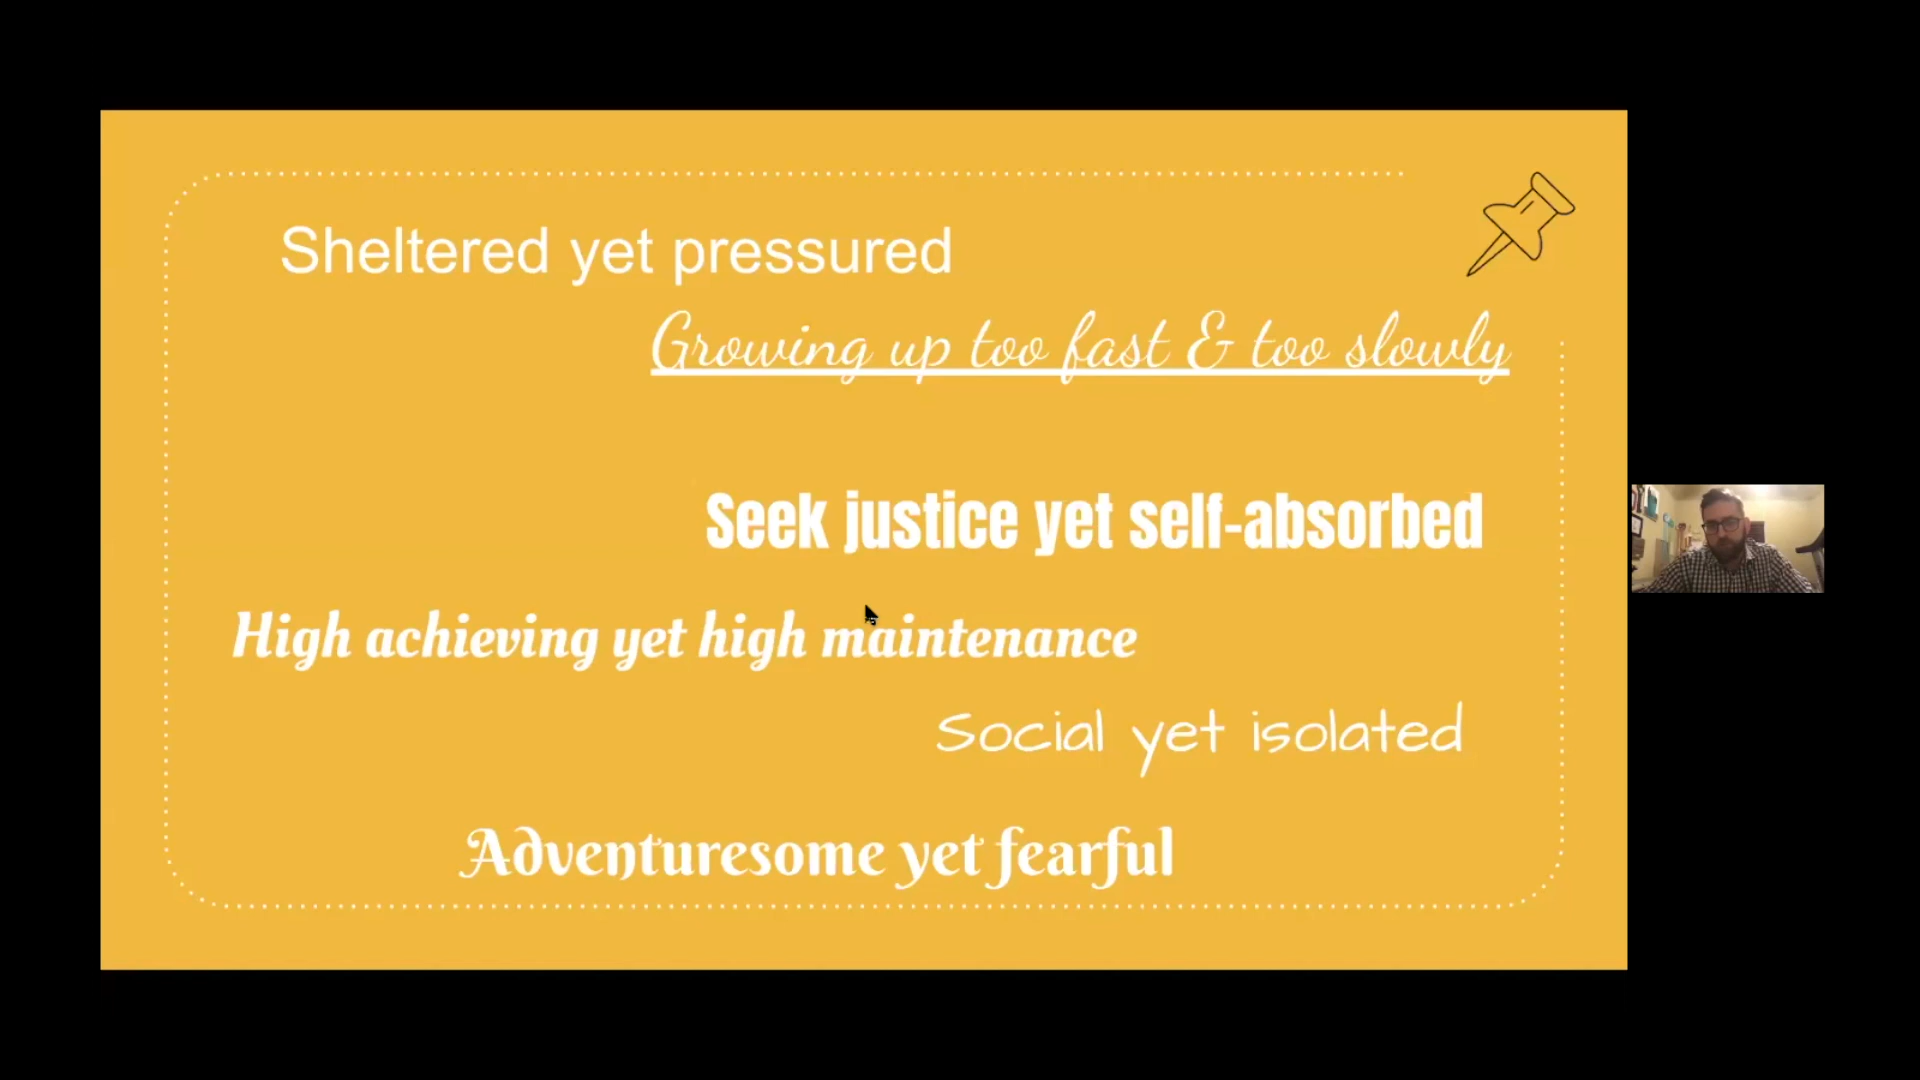 Sheltered yet pressured
Growing up too fast & too slowly
Seek justice yet self-absorbed
High achieving yet high maintenance
Social yet isolated
Adventuresome yet fearful